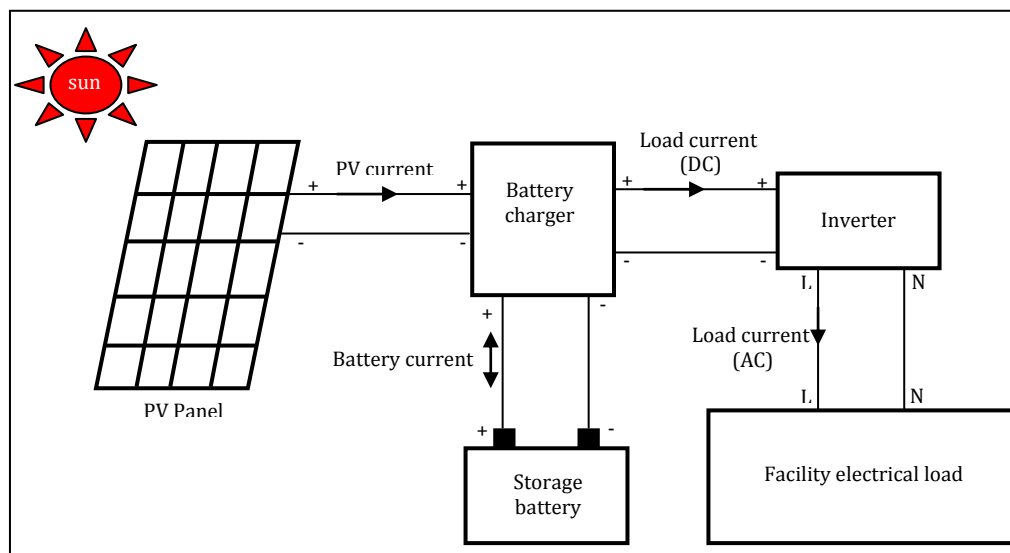 sun
PV current
+
+
-
-
PV Panel
Battery
charger
Load current
(DC)
+
+
-
-
Inverter
+
-
Battery current
+
-
Storage
battery
L
N
Load current
(AC)
L
N
Facility electrical load